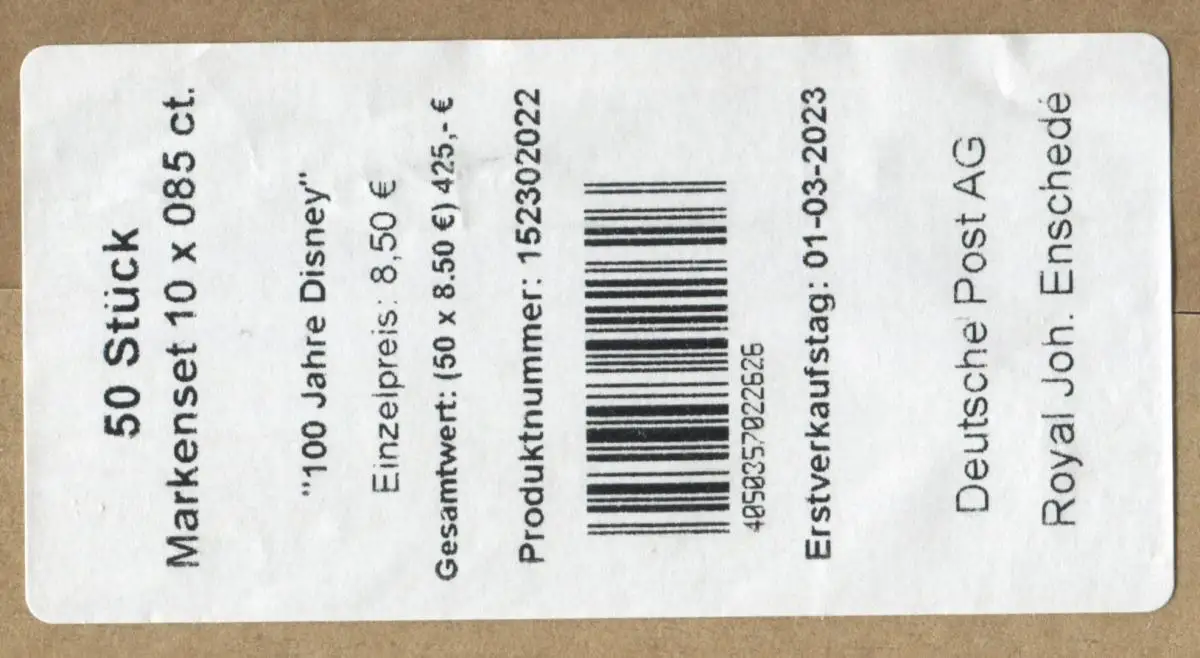 50 Stück
Markenset 10 x 085 ct.
"100 Jahre Disney"
Einzelpreis: 8,50 €
Gesamtwert: (50 x 8.50 €) 425,- €
Produktnummer: 152302022
4050357022626
Erstverkaufstag: 01-03-2023
Deutsche Post AG
Royal Joh. Enschedé